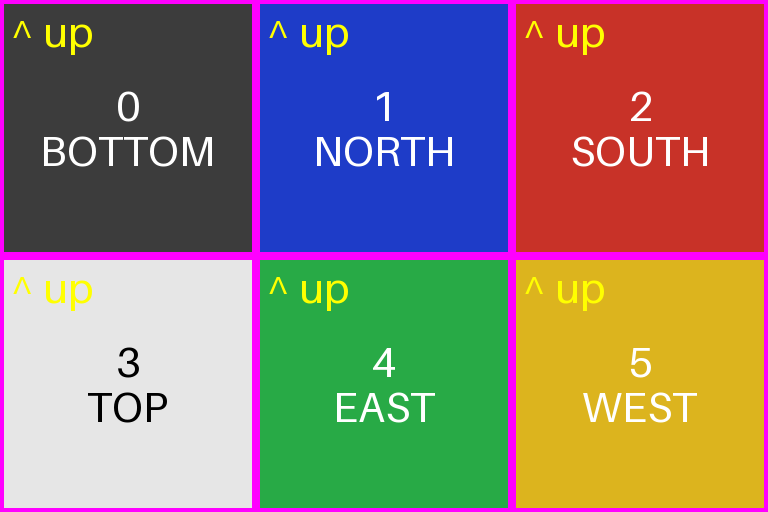 ^ up
0
BOTTOM
^ up
1
NORTH
^ up
2
SOUTH
^ up
3
TOP
^ up
4
EAST
^ up
5
WEST